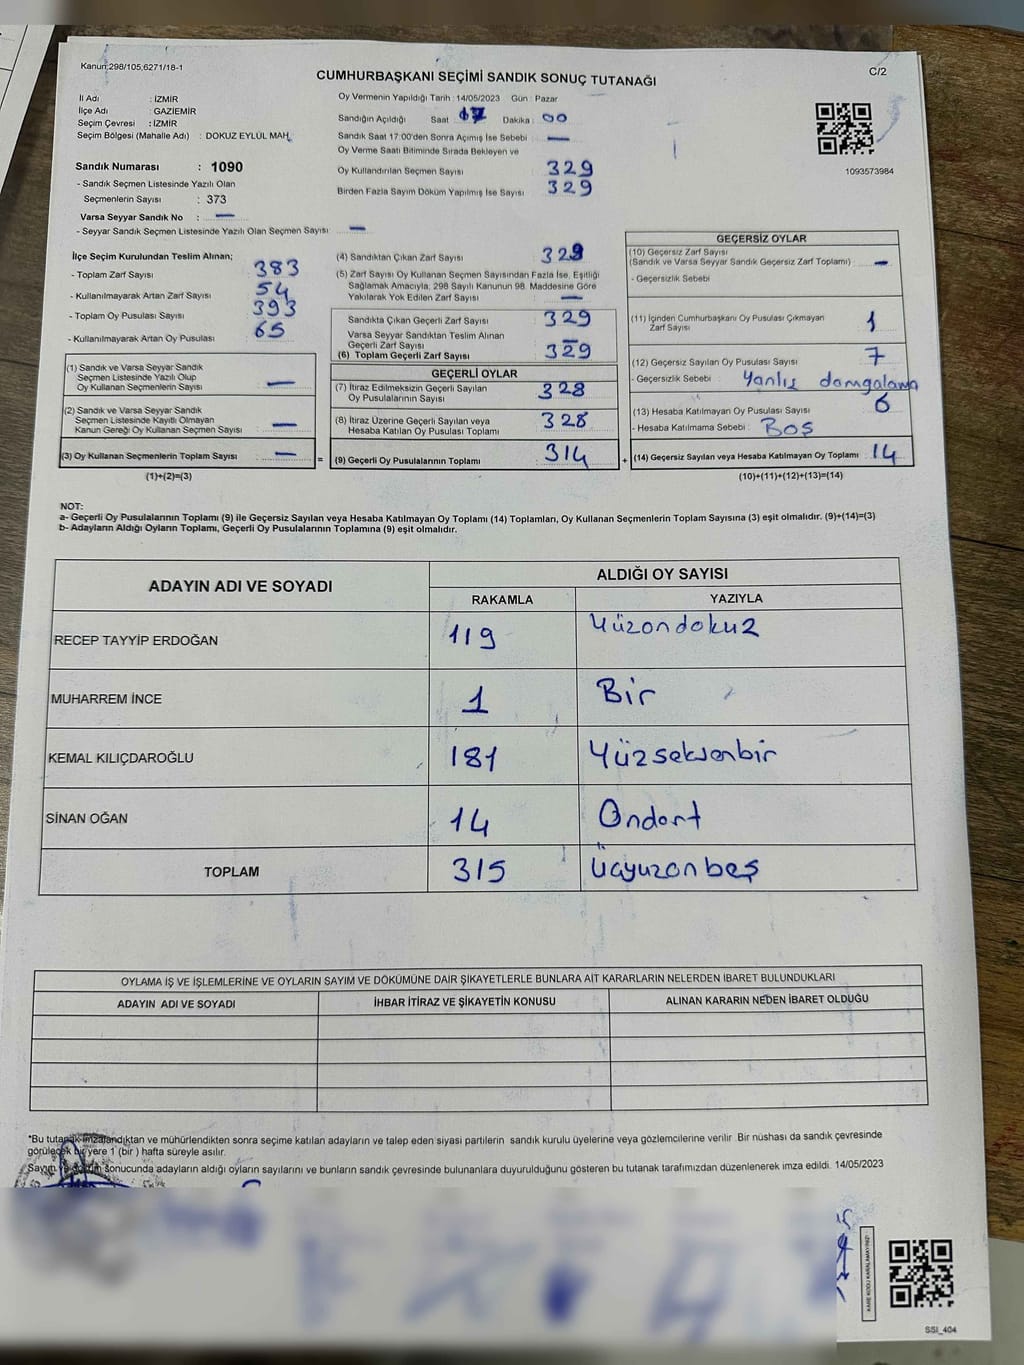 Kanun:298/105,6271/18-1
C/2
CUMHURBAŞKANI SEÇİMİ SANDIK SONUÇ TUTANAĞI
İl Adı : İZMİR
İlçe Adı : GAZİEMİR
Seçim Çevresi : İZMİR
Seçim Bölgesi (Mahalle Adı) : DOKUZ EYLÜL MAH.
Oy Vermenin Yapıldığı Tarih : 14/05/2023 Gün : Pazar
Sandığın Açıldığı Saat 17 Dakika : 00
Sandık Saat 17:00'den Sonra Açımış İse Sebebi —
Oy Verme Saati Bitiminde Sırada Bekleyen ve
Oy Kullandırılan Seçmen Sayısı 329
Birden Fazla Sayım Döküm Yapılmış İse Sayısı 329
1093573984
Sandık Numarası : 1090
- Sandık Seçmen Listesinde Yazılı Olan
Seçmenlerin Sayısı : 373
Varsa Seyyar Sandık No : —
- Seyyar Sandık Seçmen Listesinde Yazılı Olan Seçmen Sayısı : —
İlçe Seçim Kurulundan Teslim Alınan;
- Toplam Zarf Sayısı 383
- Kullanılmayarak Artan Zarf Sayısı 54
- Toplam Oy Pusulası Sayısı 393
- Kullanılmayarak Artan Oy Pusulası 65
(1) Sandık ve Varsa Seyyar Sandık
Seçmen Listesinde Yazılı Olup
Oy Kullanan Seçmenlerin Sayısı —
(2) Sandık ve Varsa Seyyar Sandık
Seçmen Listesinde Kayıtlı Olmayan
Kanun Gereği Oy Kullanan Seçmen Sayısı —
(3) Oy Kullanan Seçmenlerin Toplam Sayısı —
(1)+(2)=(3)
(4) Sandıktan Çıkan Zarf Sayısı 329
(5) Zarf Sayısı Oy Kullanan Seçmen Sayısından Fazla İse, Eşitliği
Sağlamak Amacıyla, 298 Sayılı Kanunun 98. Maddesine Göre
Yakılarak Yok Edilen Zarf Sayısı —
Sandıkta Çıkan Geçerli Zarf Sayısı 329
Varsa Seyyar Sandıktan Teslim Alınan
Geçerli Zarf Sayısı —
(6) Toplam Geçerli Zarf Sayısı 329
GEÇERLİ OYLAR
(7) İtiraz Edilmeksizin Geçerli Sayılan
Oy Pusulalarının Sayısı 328
(8) İtiraz Üzerine Geçerli Sayılan veya
Hesaba Katılan Oy Pusulası Toplamı 328
= (9) Geçerli Oy Pusulalarının Toplamı 314
GEÇERSİZ OYLAR
(10) Geçersiz Zarf Sayısı
(Sandık ve Varsa Seyyar Sandık Geçersiz Zarf Toplamı) —
- Geçersizlik Sebebi
(11) İçinden Cumhurbaşkanı Oy Pusulası Çıkmayan
Zarf Sayısı 1
(12) Geçersiz Sayılan Oy Pusulası Sayısı 7
- Geçersizlik Sebebi : Yanlış damgalama
(13) Hesaba Katılmayan Oy Pusulası Sayısı 6
- Hesaba Katılmama Sebebi : Boş
+ (14) Geçersiz Sayılan veya Hesaba Katılmayan Oy Toplamı 14
(10)+(11)+(12)+(13)=(14)
NOT:
a- Geçerli Oy Pusulalarının Toplamı (9) ile Geçersiz Sayılan veya Hesaba Katılmayan Oy Toplamı (14) Toplamları, Oy Kullanan Seçmenlerin Toplam Sayısına (3) eşit olmalıdır. (9)+(14)=(3)
b- Adayların Aldığı Oyların Toplamı, Geçerli Oy Pusulalarının Toplamına (9) eşit olmalıdır.
ADAYIN ADI VE SOYADI
ALDIĞI OY SAYISI
RAKAMLA YAZIYLA
RECEP TAYYİP ERDOĞAN 119 Yüzondokuz
MUHARREM İNCE 1 Bir
KEMAL KILIÇDAROĞLU 181 Yüzseksenbir
SİNAN OĞAN 14 Ondört
TOPLAM 315 Üçyüzonbeş
OYLAMA İŞ VE İŞLEMLERİNE VE OYLARIN SAYIM VE DÖKÜMÜNE DAİR ŞİKAYETLERLE BUNLARA AİT KARARLARIN NELERDEN İBARET BULUNDUKLARI
ADAYIN ADI VE SOYADI İHBAR İTİRAZ VE ŞİKAYETİN KONUSU ALINAN KARARIN NEDEN İBARET OLDUĞU
*Bu tutanak imzalandıktan ve mühürlendikten sonra seçime katılan adayların ve talep eden siyasi partilerin sandık kurulu üyelerine veya gözlemcilerine verilir Bir nüshası da sandık çevresinde
görülecek bir yere 1 (bir ) hafta süreyle asılır.
Sayım ve döküm sonucunda adayların aldığı oyların sayılarını ve bunların sandık çevresinde bulunanlara duyurulduğunu gösteren bu tutanak tarafımızdan düzenlenerek imza edildi. 14/05/2023
KARE KODU KARALAMAYINIZ!
SSI_404